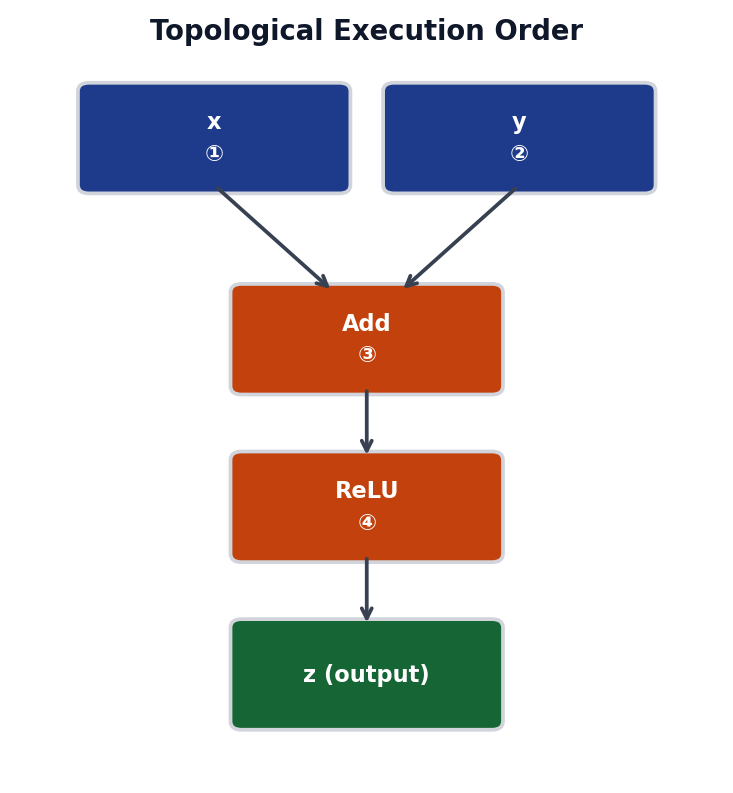 Topological Execution Order
x
①
y
②
Add
③
ReLU
④
z (output)